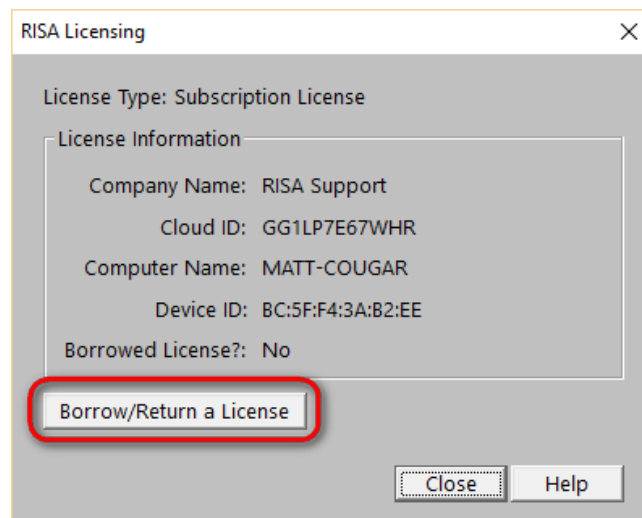 RISA Licensing
License Type: Subscription License
License Information
Company Name: RISA Support
Cloud ID: GG1LP7E67WHR
Computer Name: MATT-COUGAR
Device ID: BC:5F:F4:3A:B2:EE
Borrowed License?: No
Borrow/Return a License
Close Help